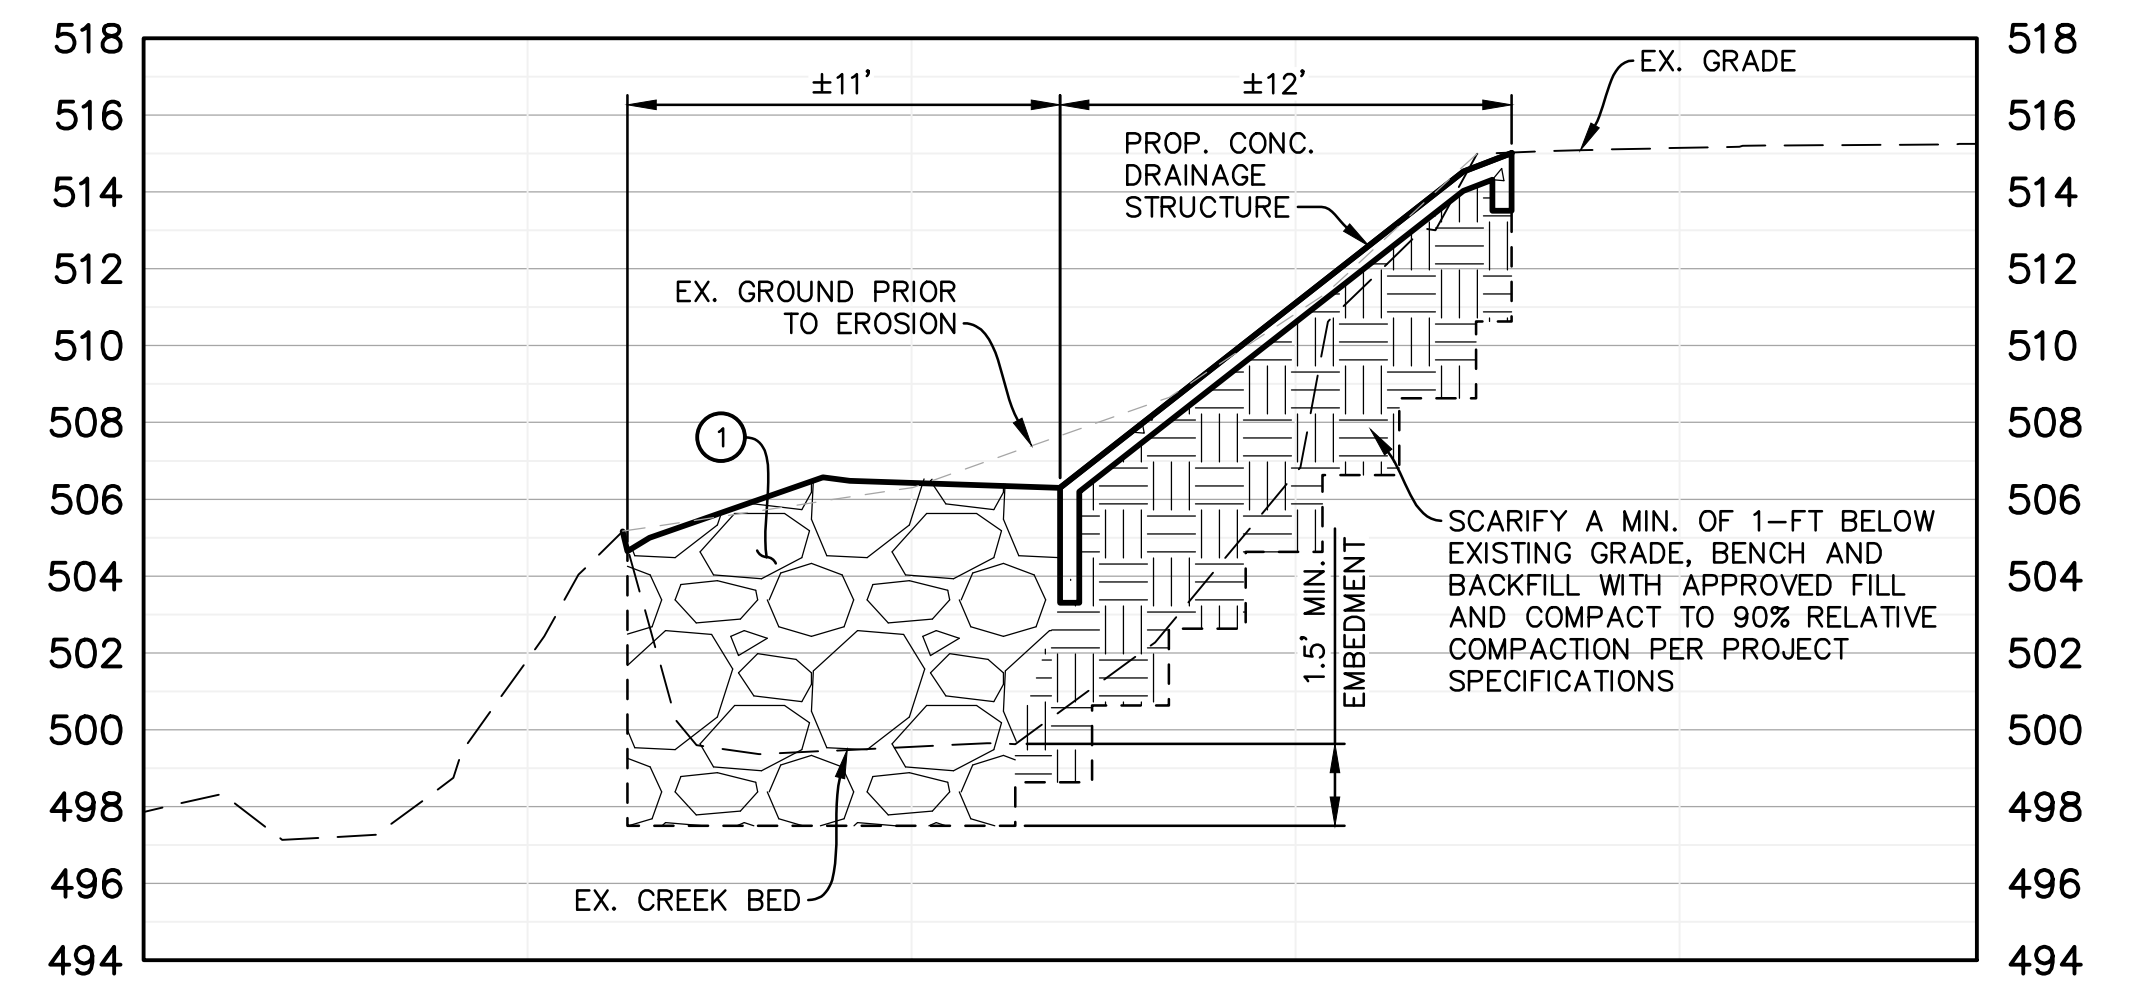 518
516
514
512
510
508
506
504
502
500
498
496
494
±11'
±12'
EX. GRADE
PROP. CONC.
DRAINAGE
STRUCTURE
EX. GROUND PRIOR
TO EROSION
1
SCARIFY A MIN. OF 1-FT BELOW
EXISTING GRADE, BENCH AND
BACKFILL WITH APPROVED FILL
AND COMPACT TO 90% RELATIVE
COMPACTION PER PROJECT
SPECIFICATIONS
1.5' MIN.
EMBEDMENT
EX. CREEK BED
518
516
514
512
510
508
506
504
502
500
498
496
494